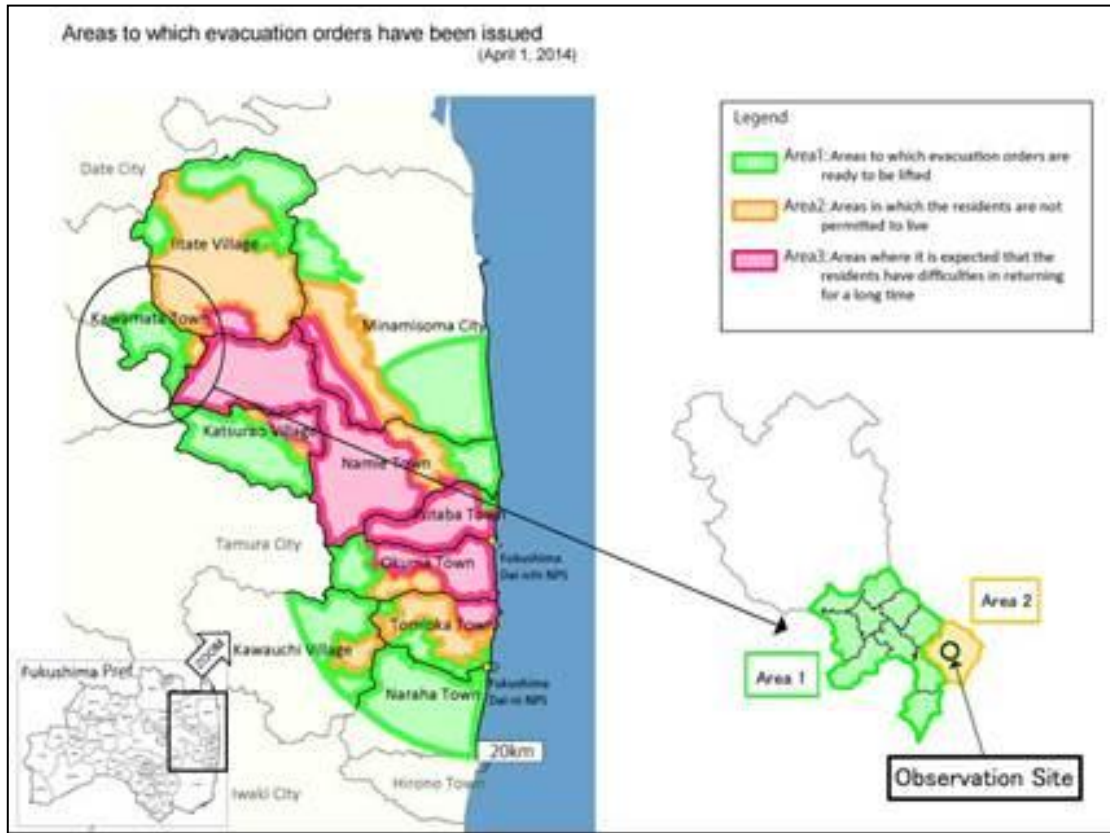 Areas to which evacuation orders have been issued
(April 1, 2014)
Legend:
Area1: Areas to which evacuation orders are
ready to be lifted
Area2: Areas in which the residents are not
permitted to live
Area3: Areas where it is expected that the
residents have difficulties in returning
for a long time
Date City
Iitate Village
Kawamata Town
Minamisoma City
Katsurao Village
Namie Town
Futaba Town
Tamura City
Okuma Town
Fukushima
Dai-ichi NPS
Tomioka Town
Kawauchi Village
ZOOM
Fukushima Pref.
Naraha Town
Fukushima
Dai-ni NPS
20km
Hirono Town
Iwaki City
Area 2
Area 1
Observation Site